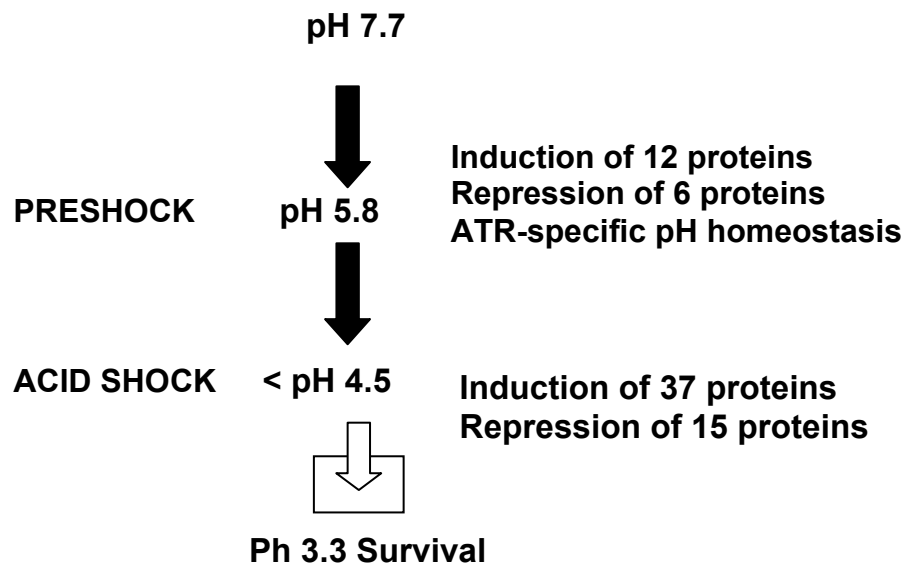 pH 7.7
Induction of 12 proteins
Repression of 6 proteins
PRESHOCK pH 5.8
ATR-specific pH homeostasis
ACID SHOCK < pH 4.5
Induction of 37 proteins
Repression of 15 proteins
Ph 3.3 Survival